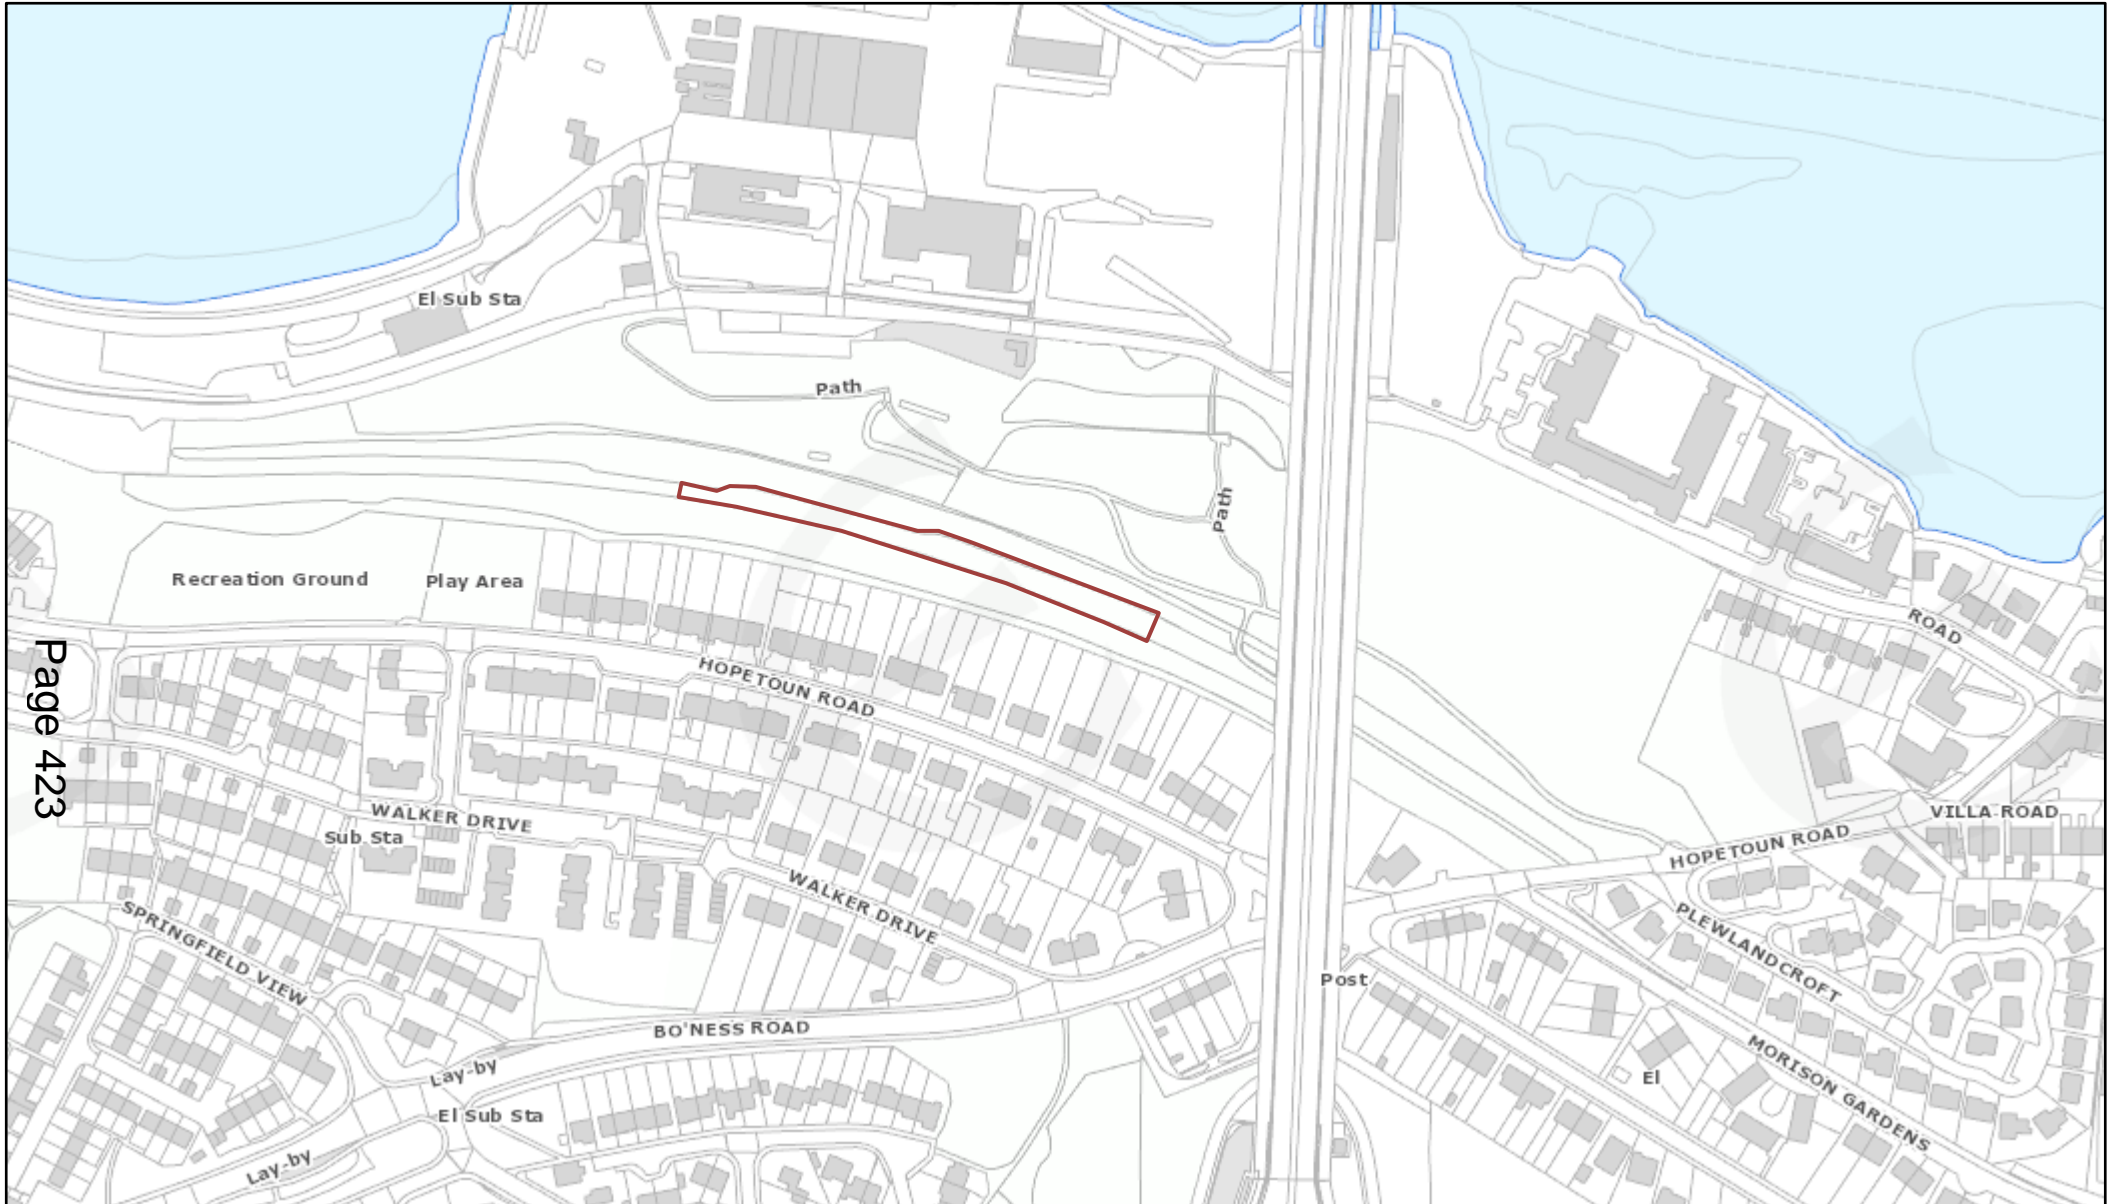 El Sub Sta
Path
Path
Recreation Ground
Play Area
ROAD
Page 423
HOPETOUN ROAD
WALKER DRIVE
Sub Sta
VILLA ROAD
HOPETOUN ROAD
WALKER DRIVE
SPRINGFIELD VIEW
PLEWLANDCROFT
Post
BO'NESS ROAD
Lay-by
MORISON GARDENS
El
El Sub Sta
Lay-by